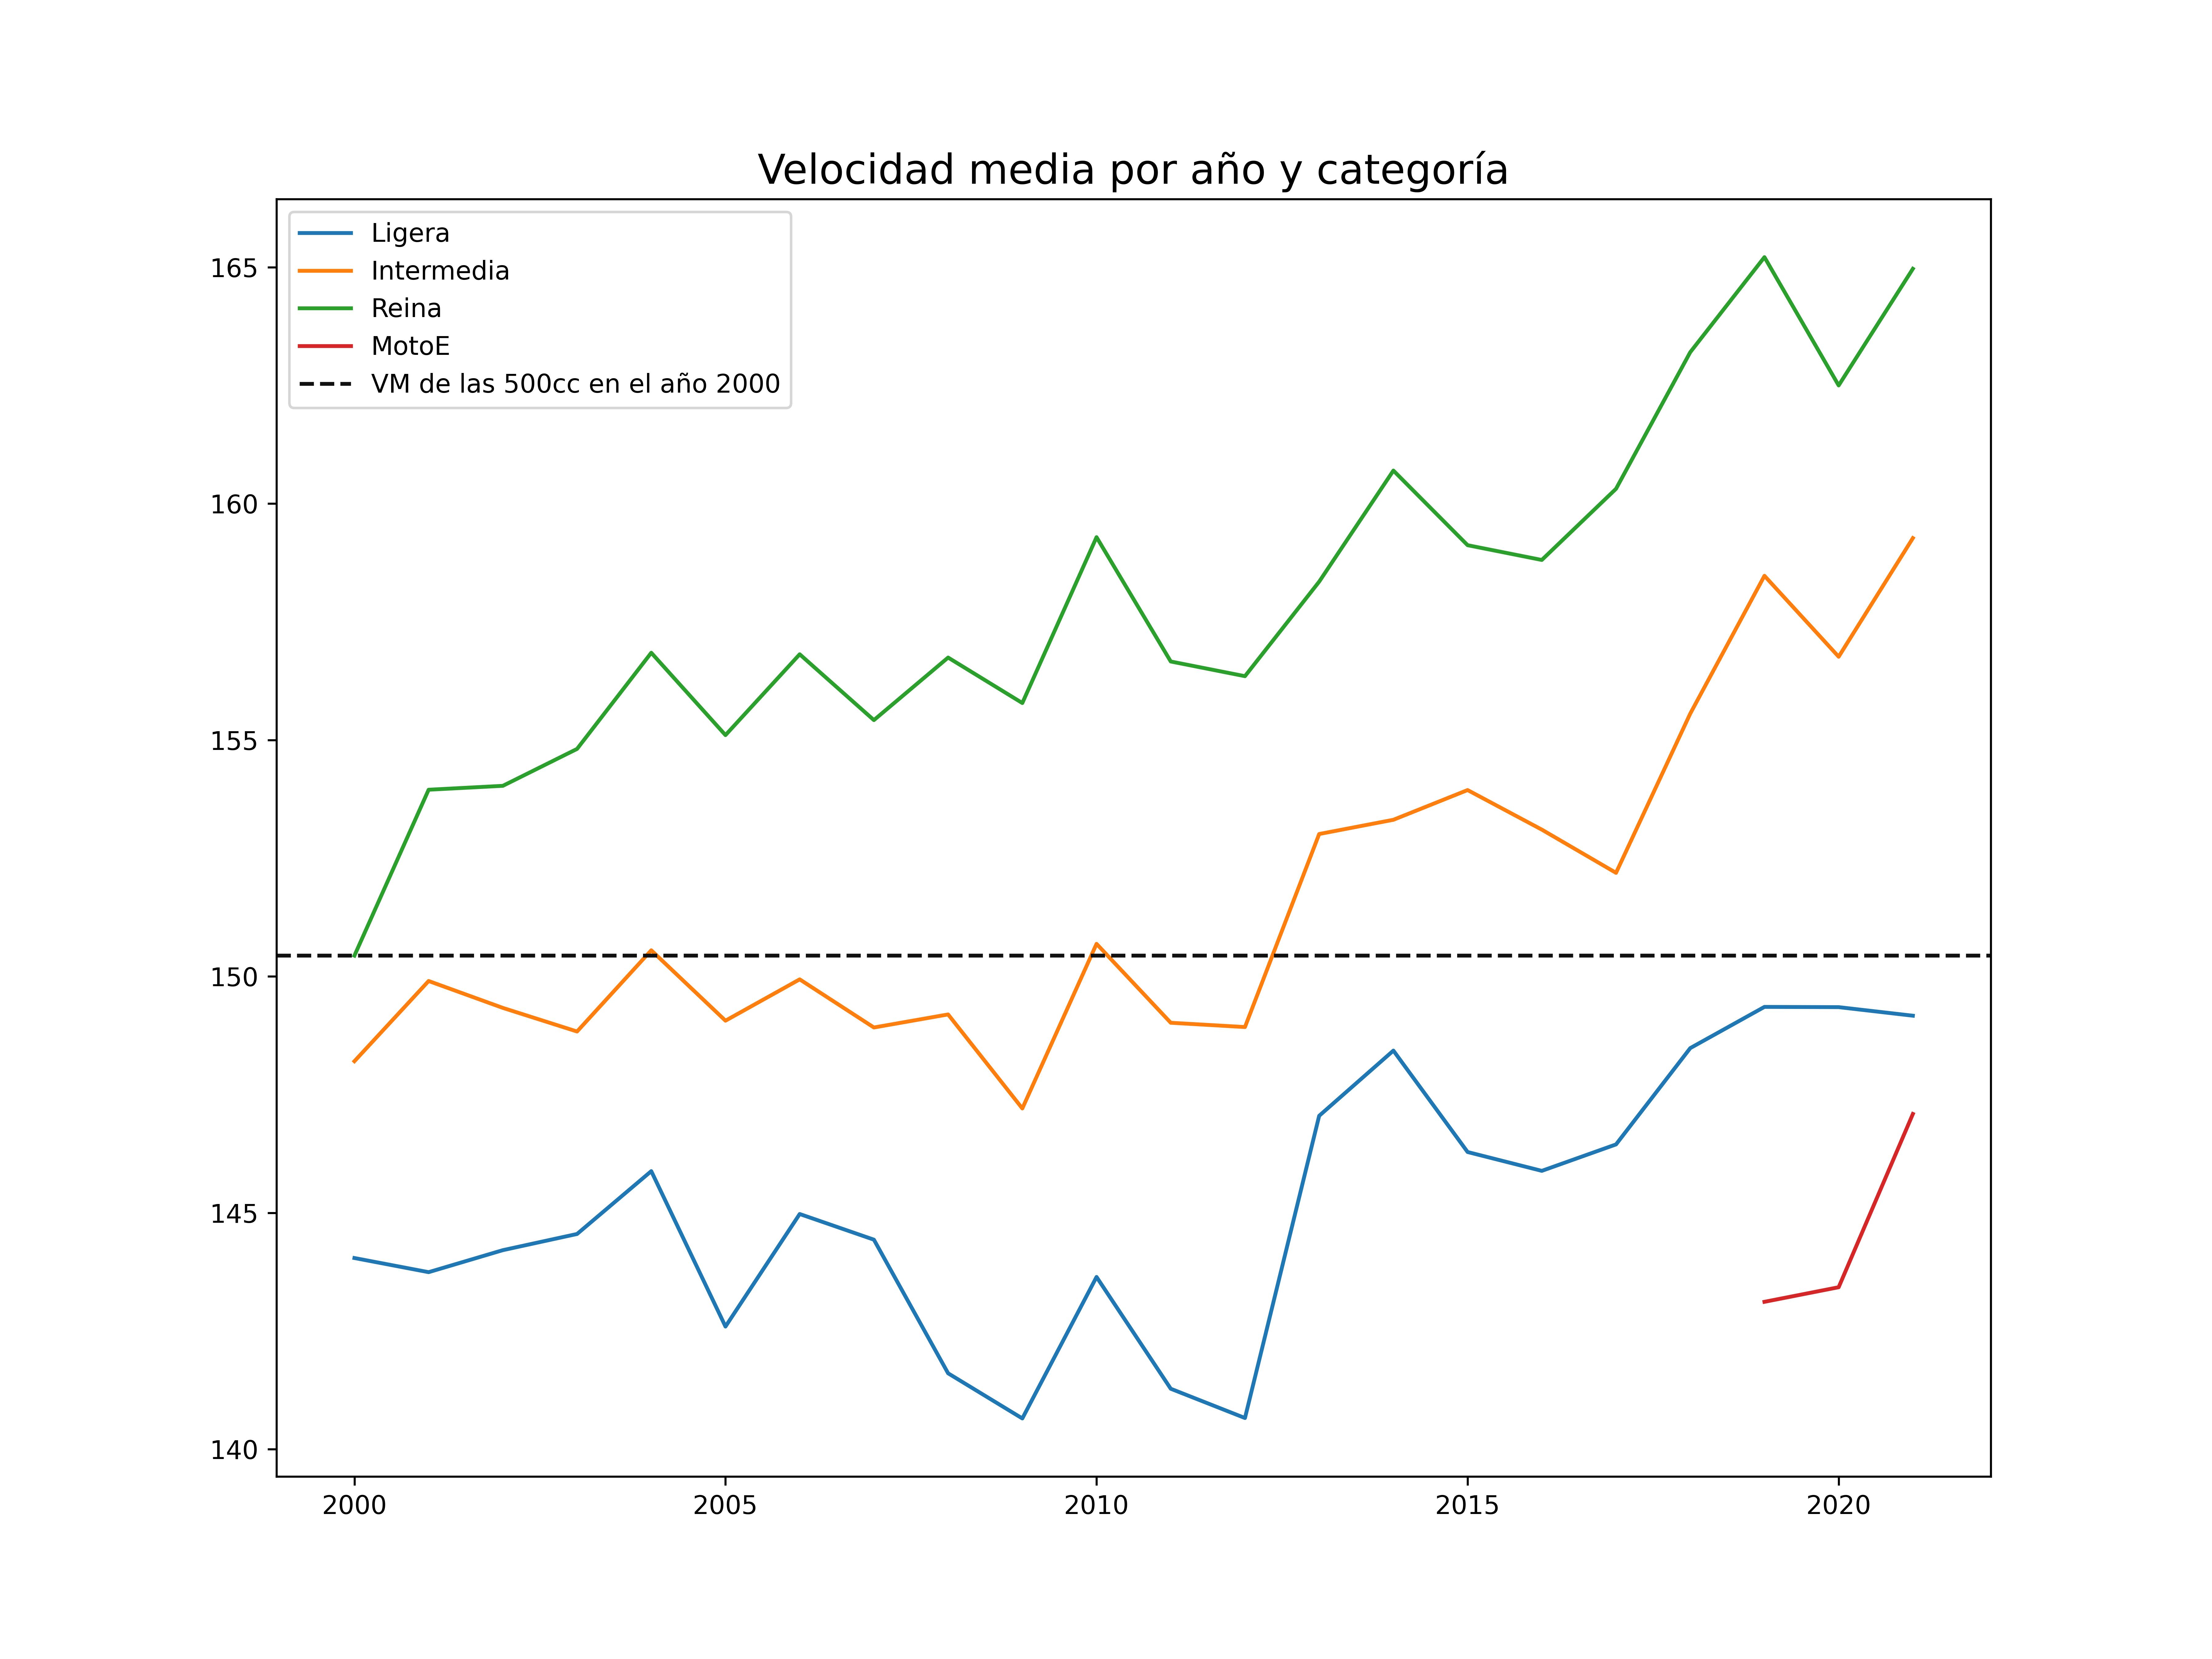 Velocidad media por año y categoría
Ligera
Intermedia
Reina
MotoE
VM de las 500cc en el año 2000
165
160
155
150
145
140
2000
2005
2010
2015
2020